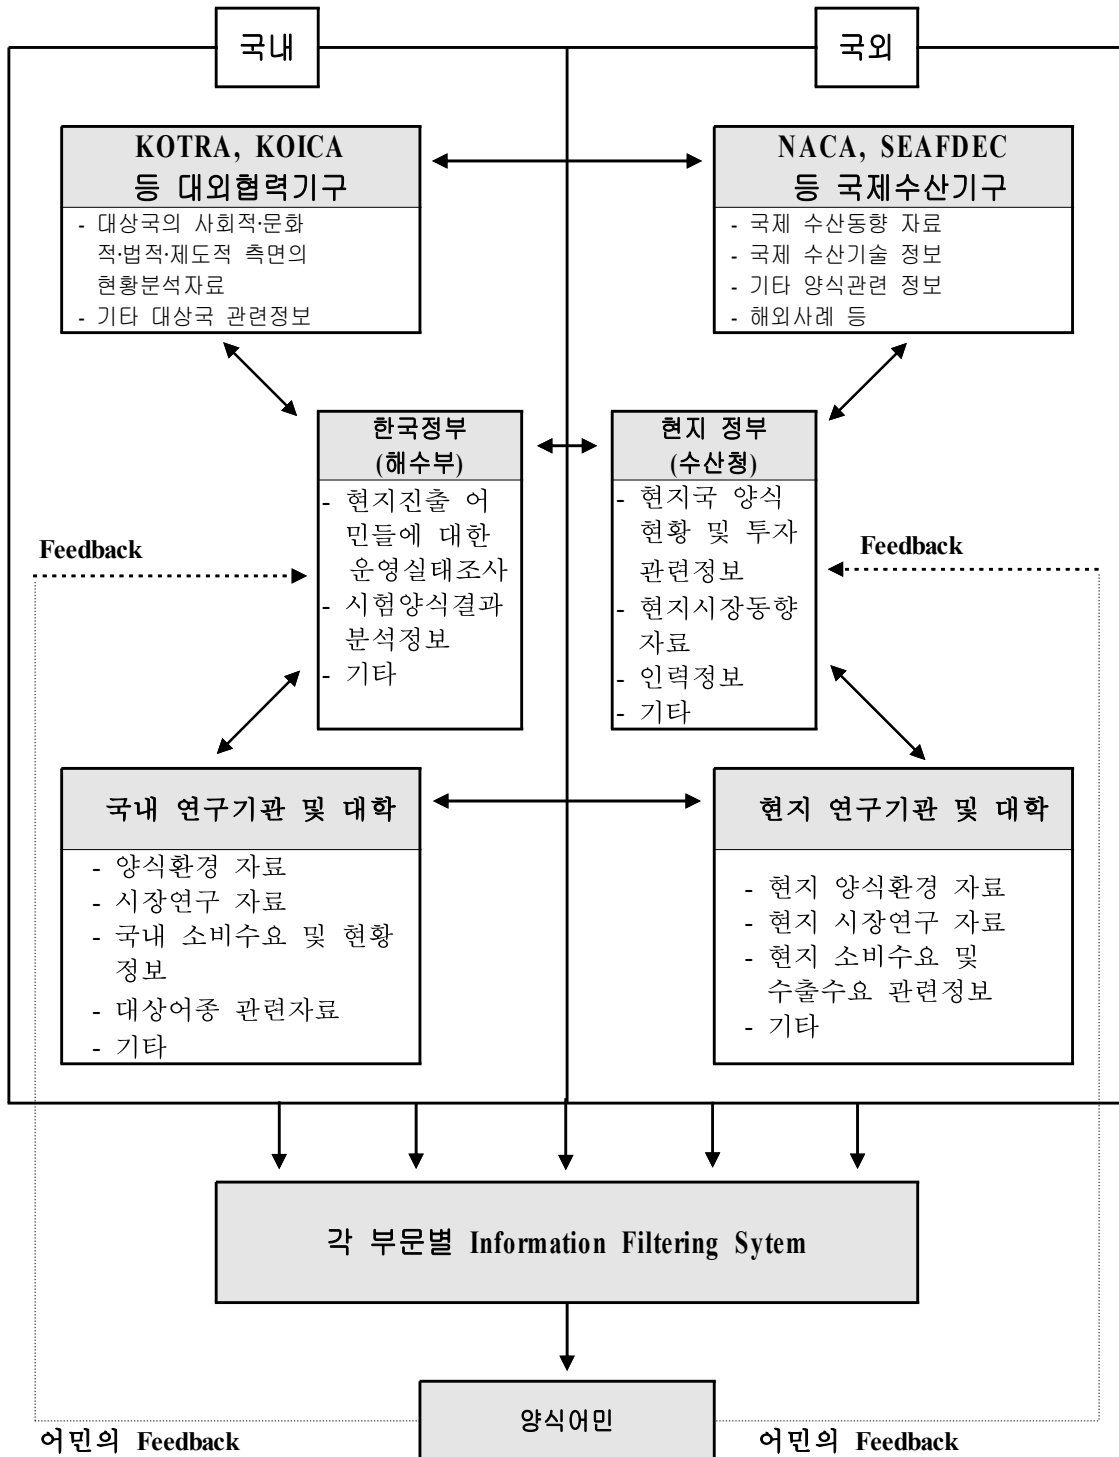 국내
국외
KOTRA, KOICA
등 대외협력기구
- 대상국의 사회적·문화
적·법적·제도적 측면의
현황분석자료
- 기타 대상국 관련정보
NACA, SEAFDEC
등 국제수산기구
- 국제 수산동향 자료
- 국제 수산기술 정보
- 기타 양식관련 정보
- 해외사례 등
한국정부
(해수부)
- 현지진출 어
민들에 대한
운영실태조사
- 시험양식결과
분석정보
- 기타
현지 정부
(수산청)
- 현지국 양식
현황 및 투자
관련정보
- 현지시장동향
자료
- 인력정보
- 기타
Feedback
Feedback
국내 연구기관 및 대학
- 양식환경 자료
- 시장연구 자료
- 국내 소비수요 및 현황
정보
- 대상어종 관련자료
- 기타
현지 연구기관 및 대학
- 현지 양식환경 자료
- 현지 시장연구 자료
- 현지 소비수요 및
수출수요 관련정보
- 기타
각 부문별 Information Filtering Sytem
양식어민
어민의 Feedback
어민의 Feedback